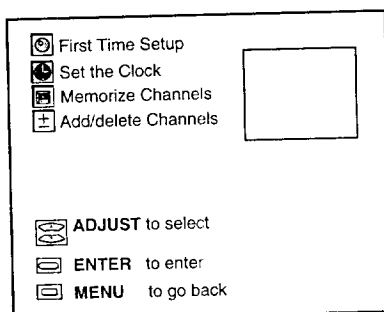 First Time Setup
Set the Clock
Memorize Channels
Add/delete Channels
ADJUST to select
ENTER to enter
MENU to go back